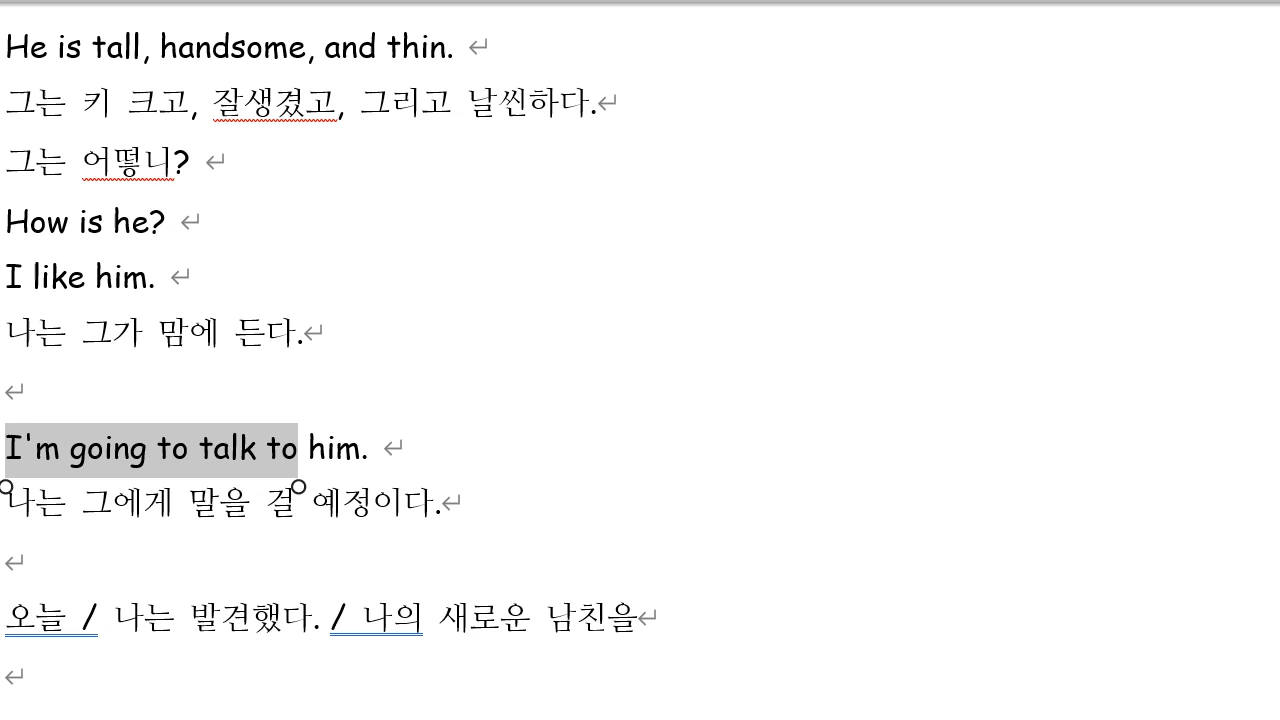 He is tall, handsome, and thin.
그는 키 크고, 잘생겼고, 그리고 날씬하다.
그는 어떻니?
How is he?
I like him.
나는 그가 맘에 든다.
I'm going to talk to him.
나는 그에게 말을 걸 예정이다.
오늘 / 나는 발견했다. / 나의 새로운 남친을